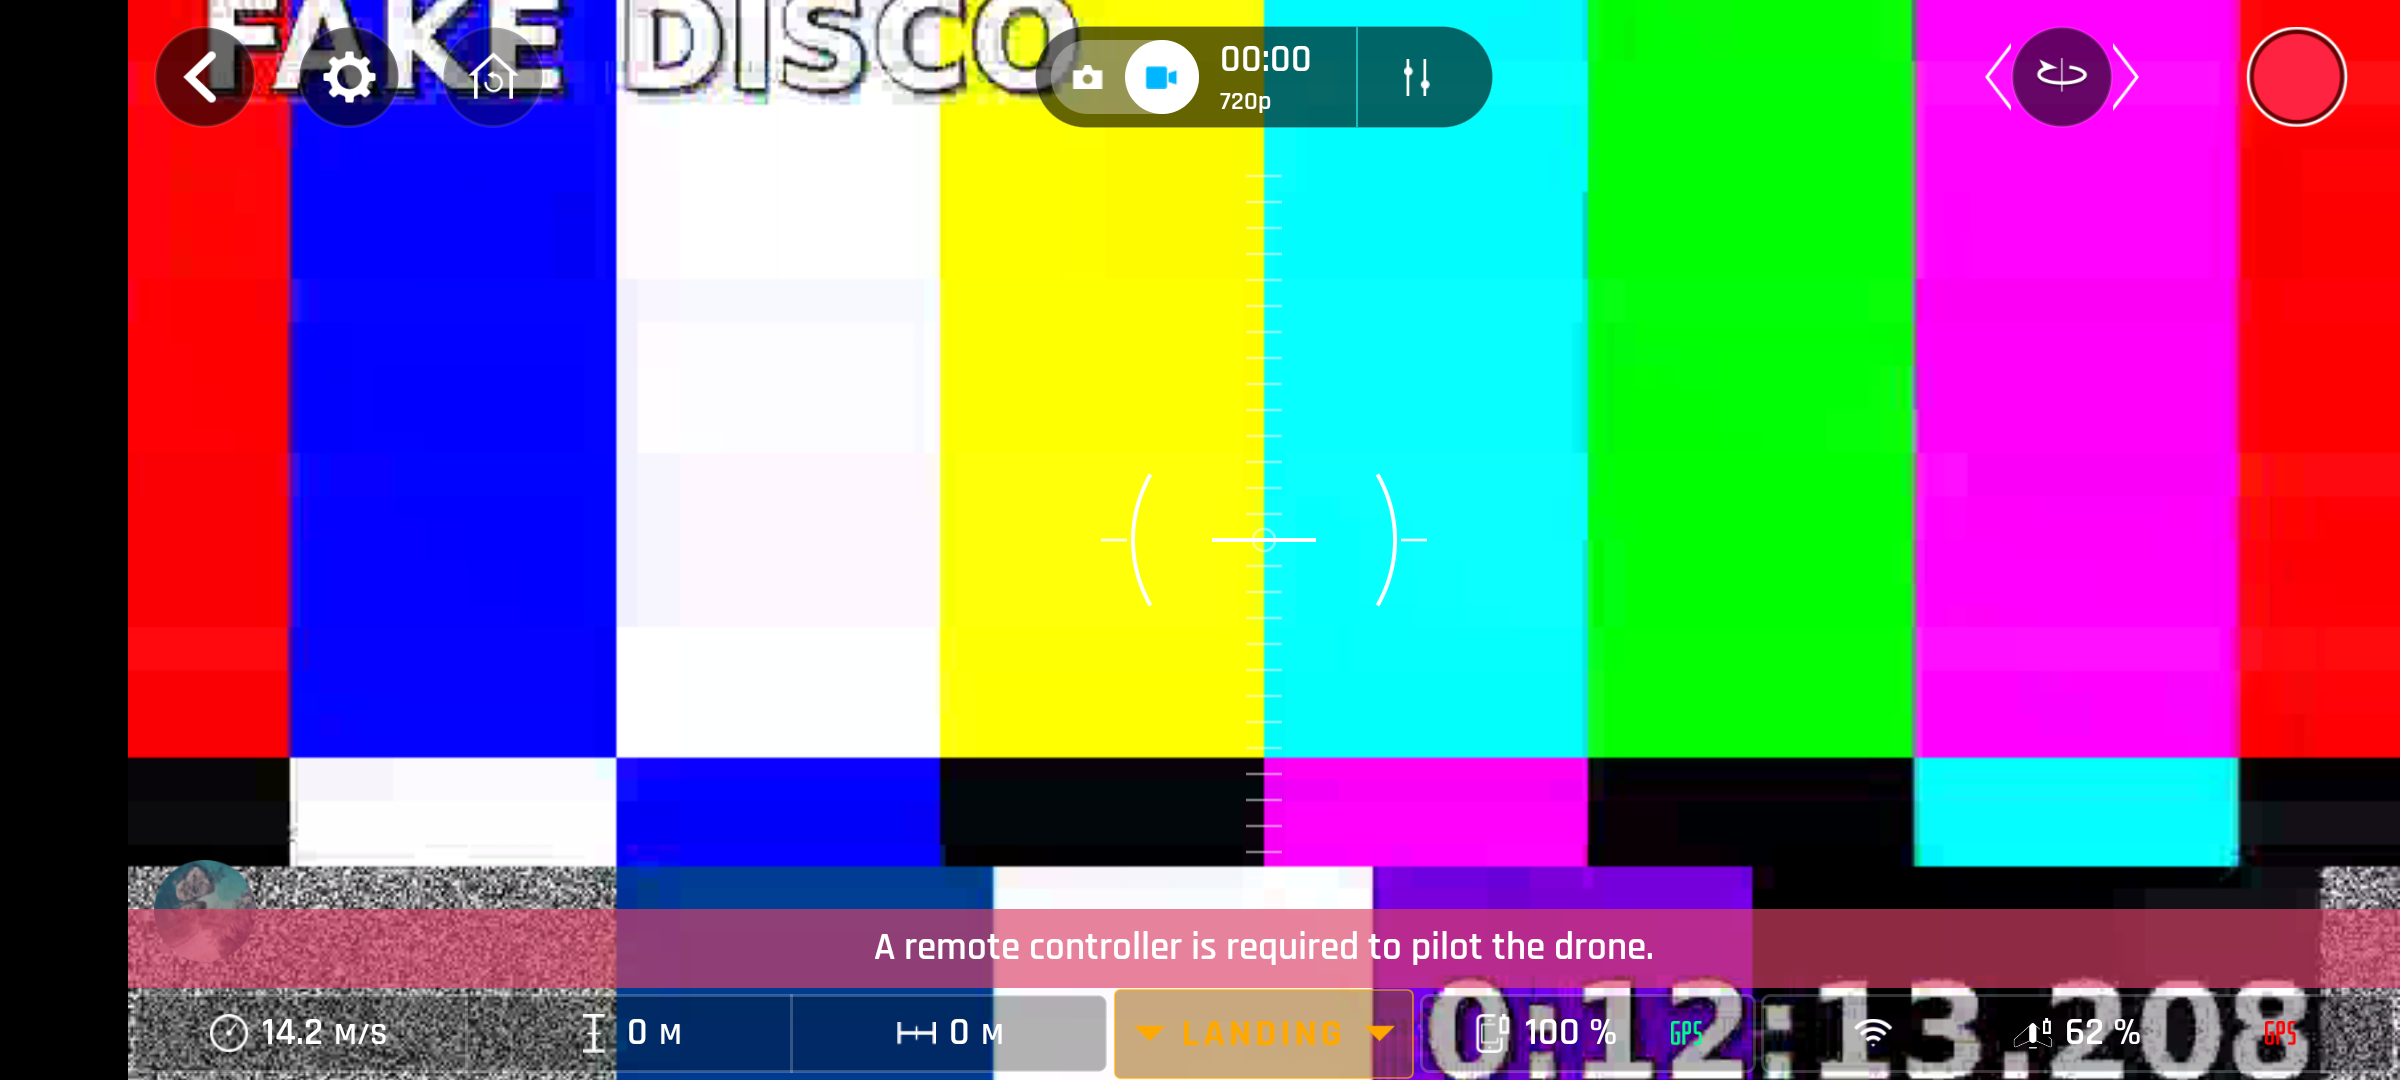 FAKE DISCO
00:00
720p
A remote controller is required to pilot the drone.
14.2 M/S
0 M
0 M
LANDING
100 %
GPS
62 %
GPS
0:12:13.208